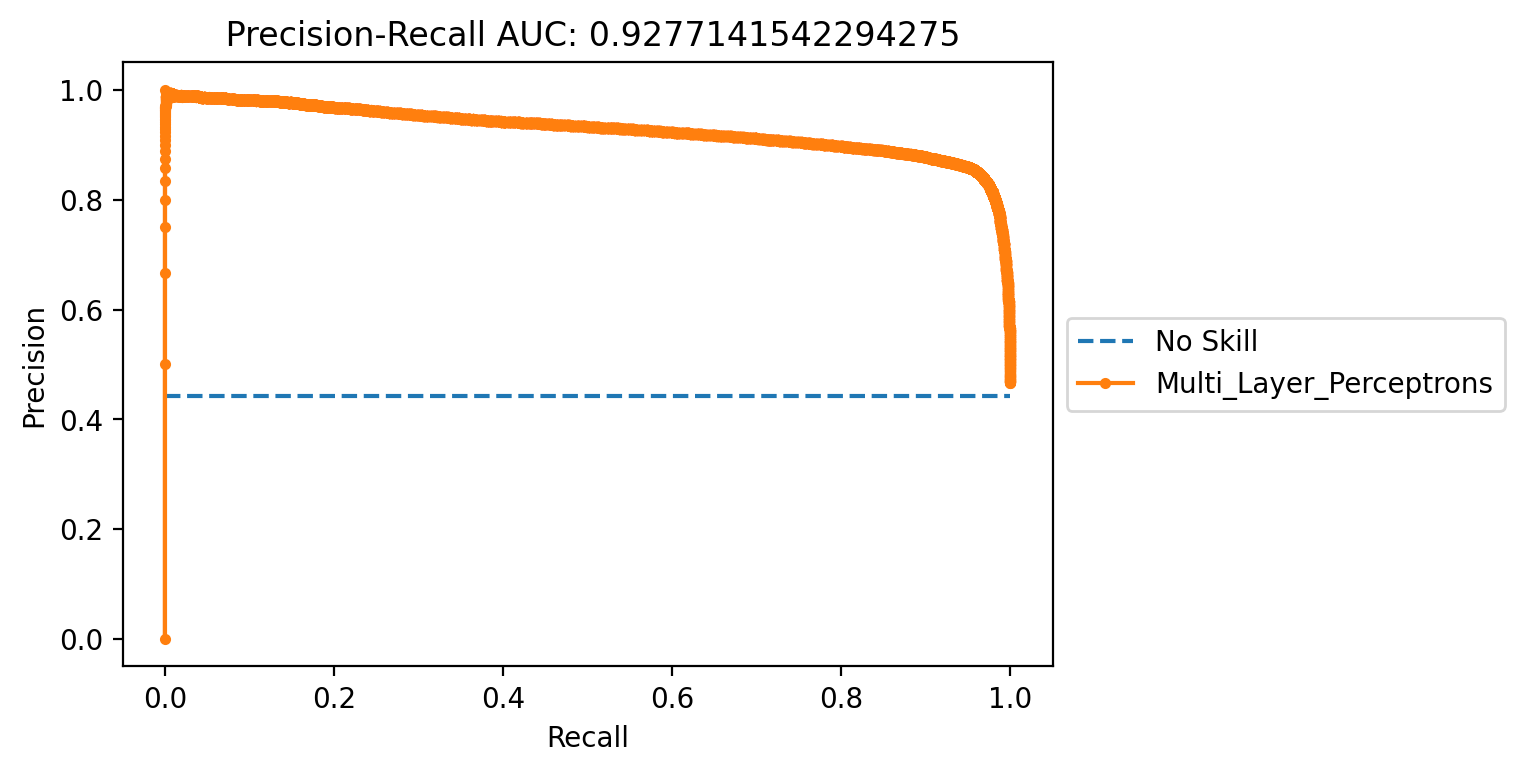 Precision-Recall AUC: 0.9277141542294275
1.0
0.8
0.6
0.4
0.2
0.0
Precision
0.0 0.2 0.4 0.6 0.8 1.0
Recall
No Skill
Multi_Layer_Perceptrons